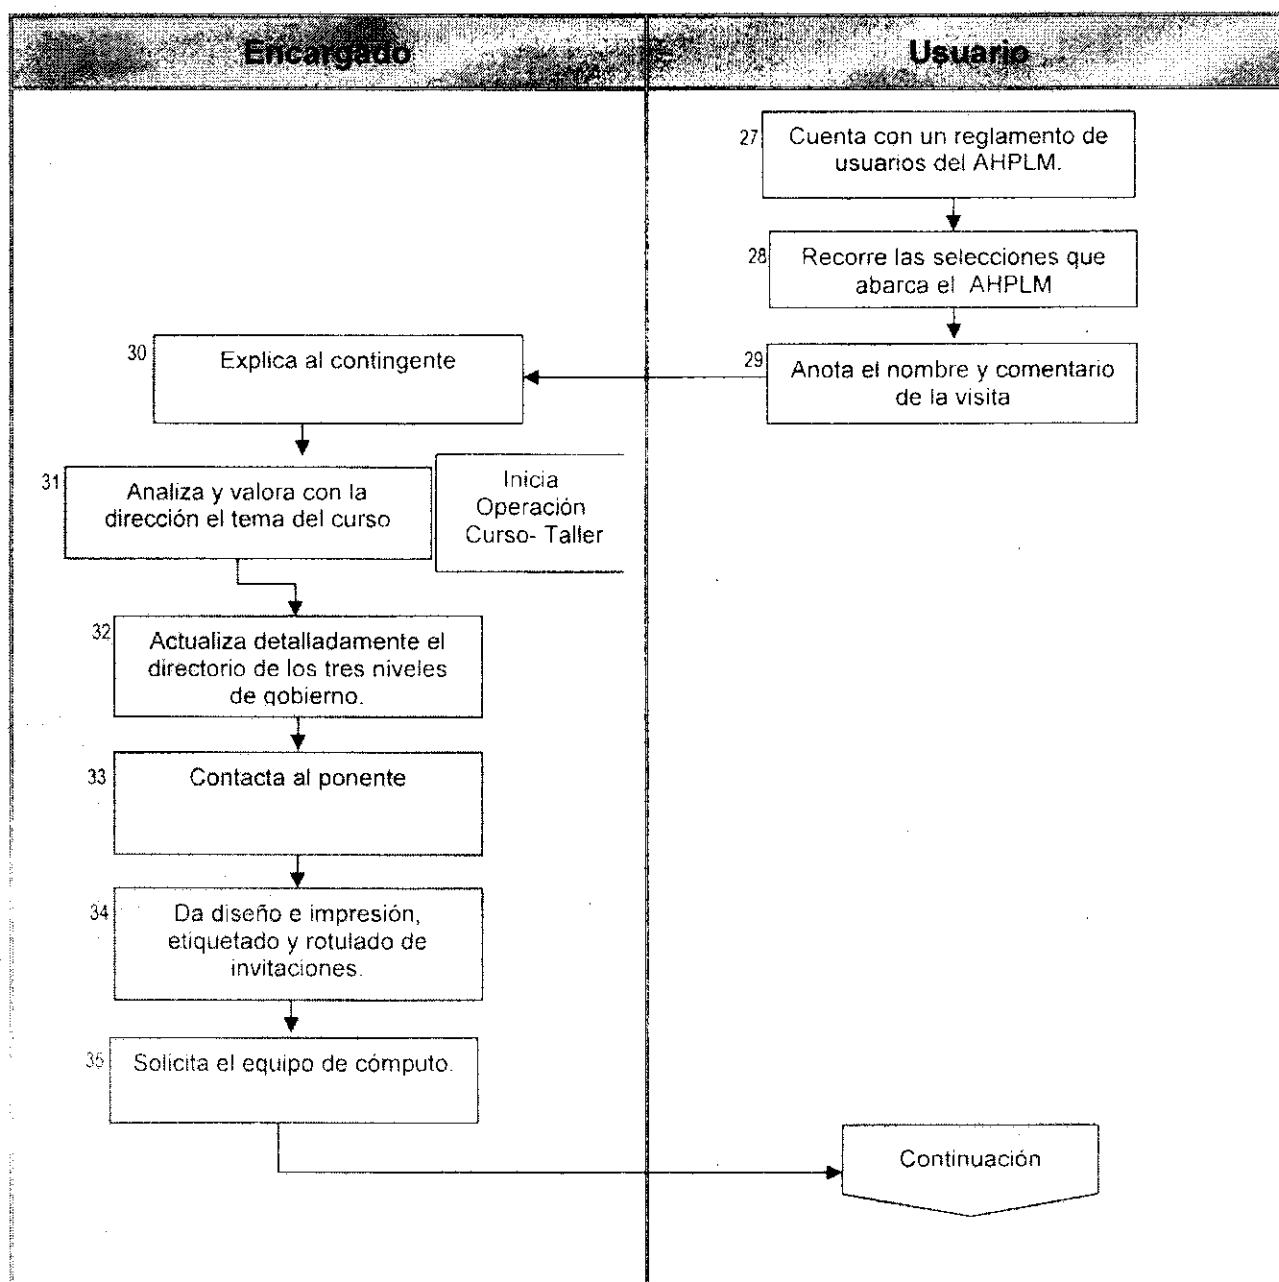 Encargado
Usuario
27
Cuenta con un reglamento de
usuarios del AHPLM.
28
Recorre las selecciones que
abarca el AHPLM
29
Anota el nombre y comentario
de la visita
30
Explica al contingente
31
Analiza y valora con la
dirección el tema del curso
Inicia
Operación
Curso- Taller
32
Actualiza detalladamente el
directorio de los tres niveles
de gobierno.
33
Contacta al ponente
34
Da diseño e impresión,
etiquetado y rotulado de
invitaciones.
35
Solicita el equipo de cómputo.
Continuación